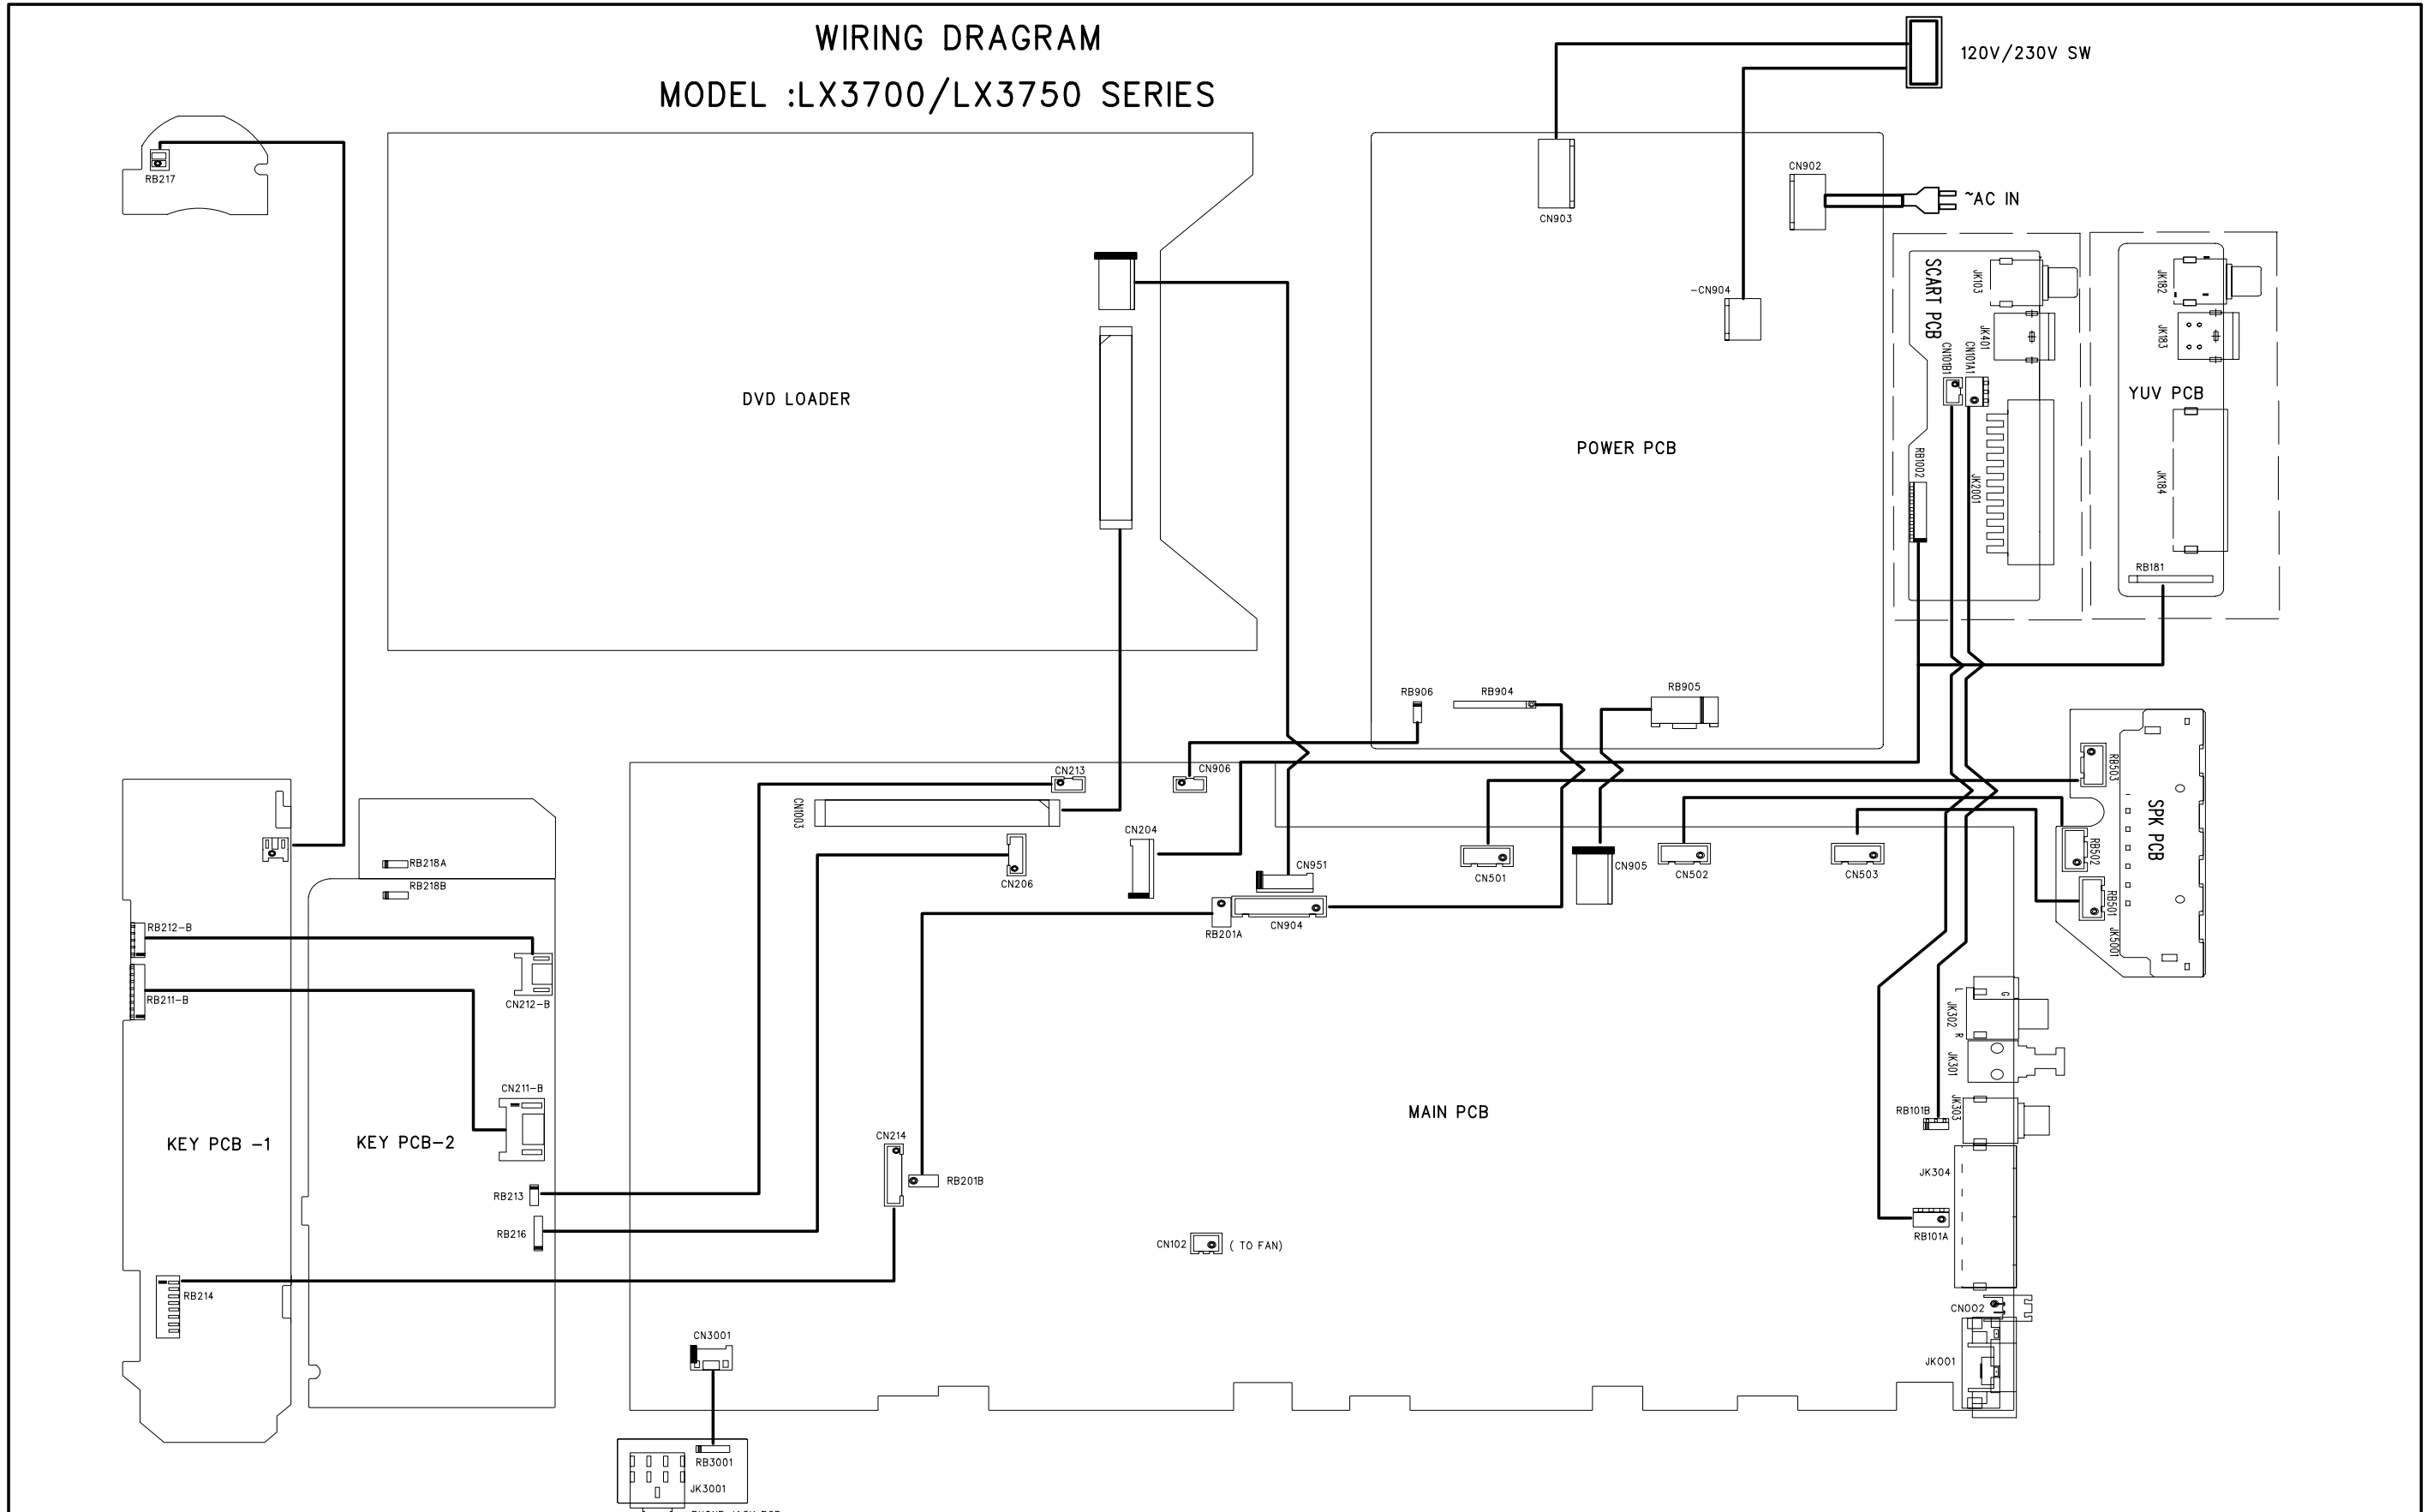 WIRING DRAGRAM
MODEL :LX3700/LX3750 SERIES
120V/230V SW
RB217
CN903
CN902
~AC IN
-CN904
DVD LOADER
POWER PCB
SCART PCB
JK103
JK401
CN101B1
CN101A1
RB1002
JK2001
JK182
JK183
YUV PCB
JK184
RB181
RB906
RB904
RB905
CN213
CN906
CN1003
CN204
CN206
CN951
CN904
RB201A
CN501
CN905
CN502
CN503
RB503
RB502
RB501
SPK PCB
JK5001
RB218A
RB218B
RB212-B
RB211-B
CN212-B
CN211-B
KEY PCB -1
KEY PCB-2
RB213
RB216
RB214
CN214
RB201B
MAIN PCB
CN102
( TO FAN)
L
G
JK302
R
JK301
JK303
RB101B
JK304
RB101A
CN002
JK001
CN3001
RB3001
JK3001